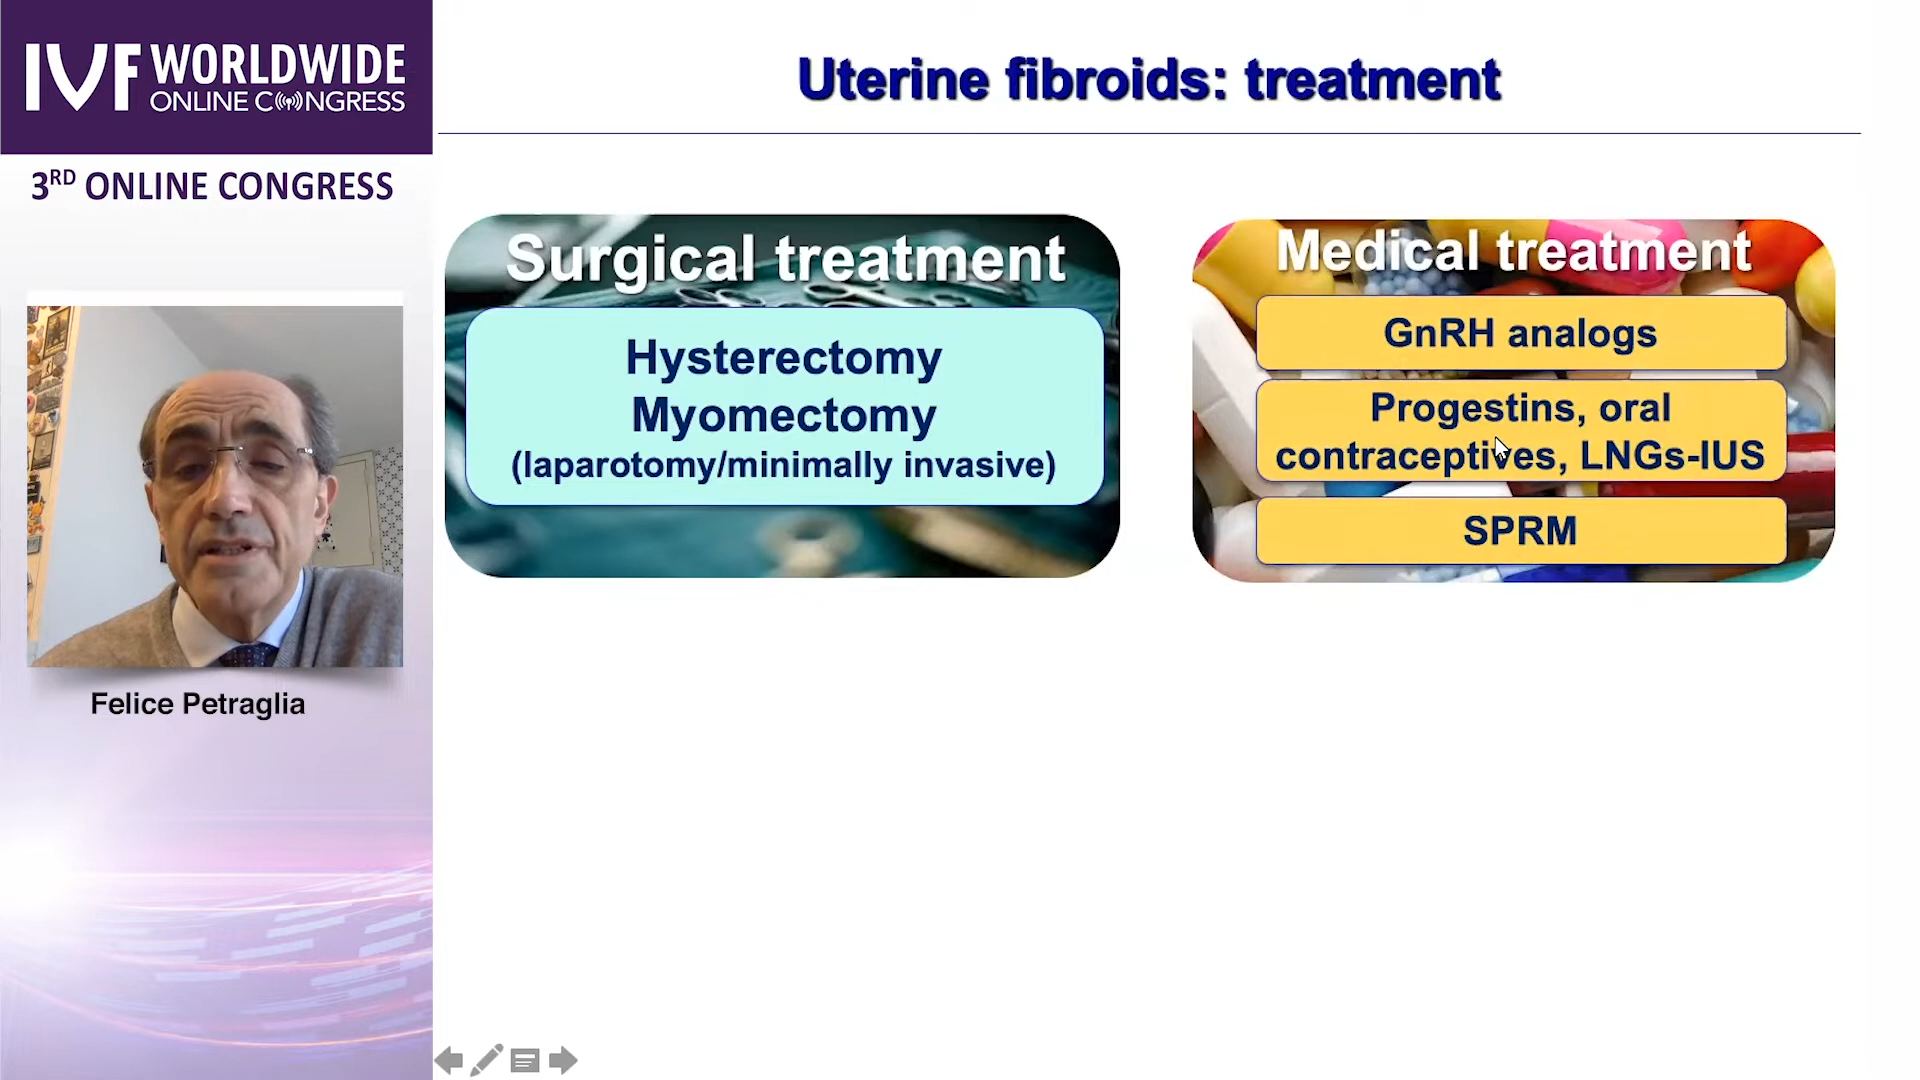 IVF WORLDWIDE
ONLINE CONGRESS
3RD ONLINE CONGRESS
Felice Petraglia
Uterine fibroids: treatment
Surgical treatment
Hysterectomy
Myomectomy
(laparotomy/minimally invasive)
Medical treatment
GnRH analogs
Progestins, oral
contraceptives, LNGs-IUS
SPRM